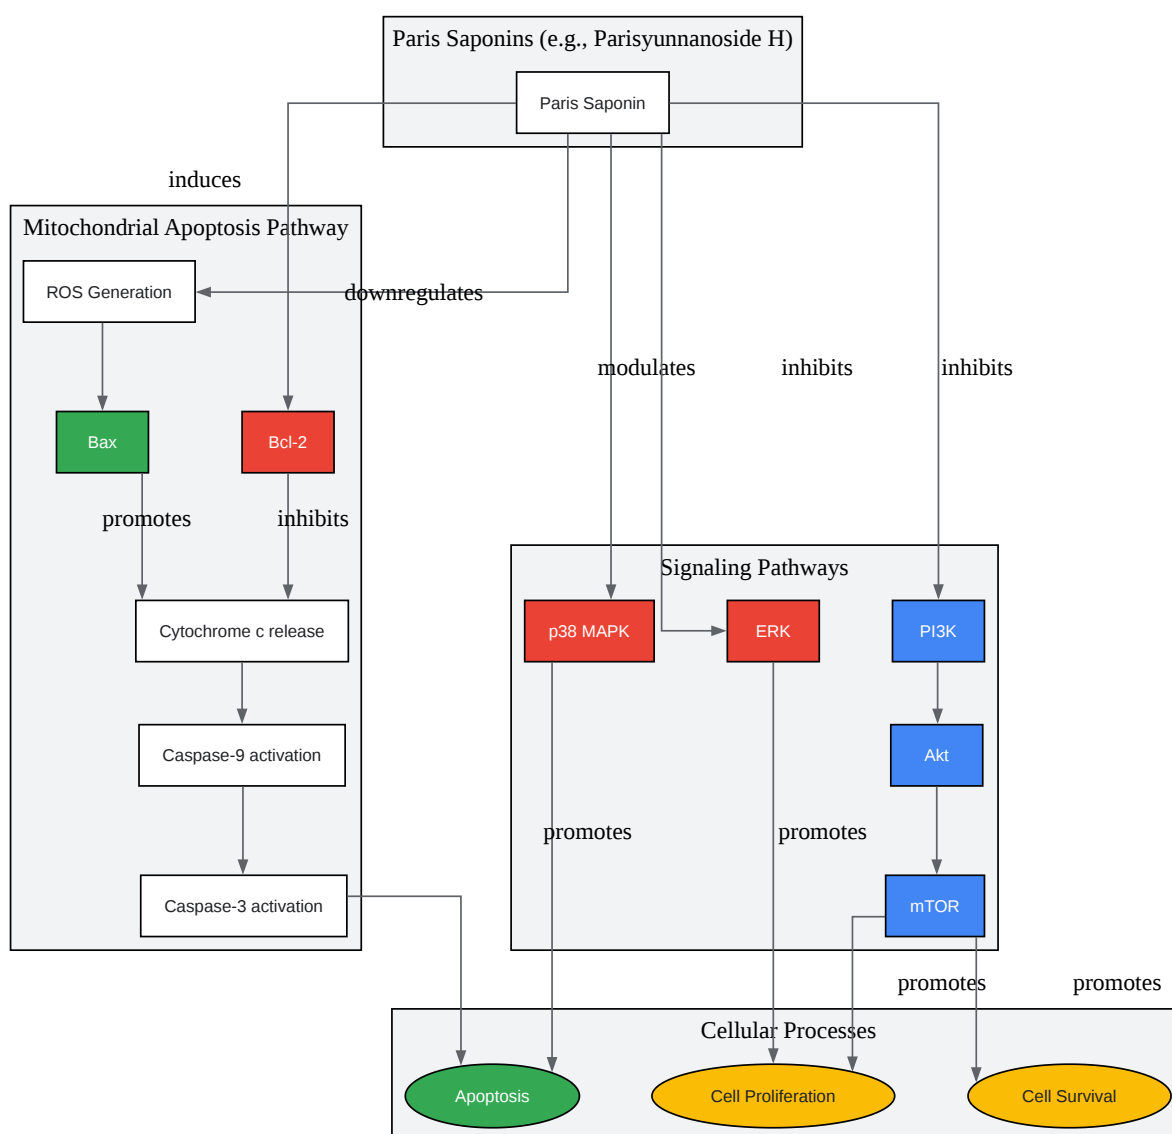 Paris Saponins (e.g., Parisyunnanoside H)
Paris Saponin
induces
Mitochondrial Apoptosis Pathway
ROS Generation
downregulates
modulates
inhibits
inhibits
Bax
Bcl-2
promotes
inhibits
Signaling Pathways
Cytochrome c release
p38 MAPK
ERK
PI3K
Caspase-9 activation
Akt
promotes
promotes
Caspase-3 activation
mTOR
promotes
promotes
Cellular Processes
Apoptosis
Cell Proliferation
Cell Survival